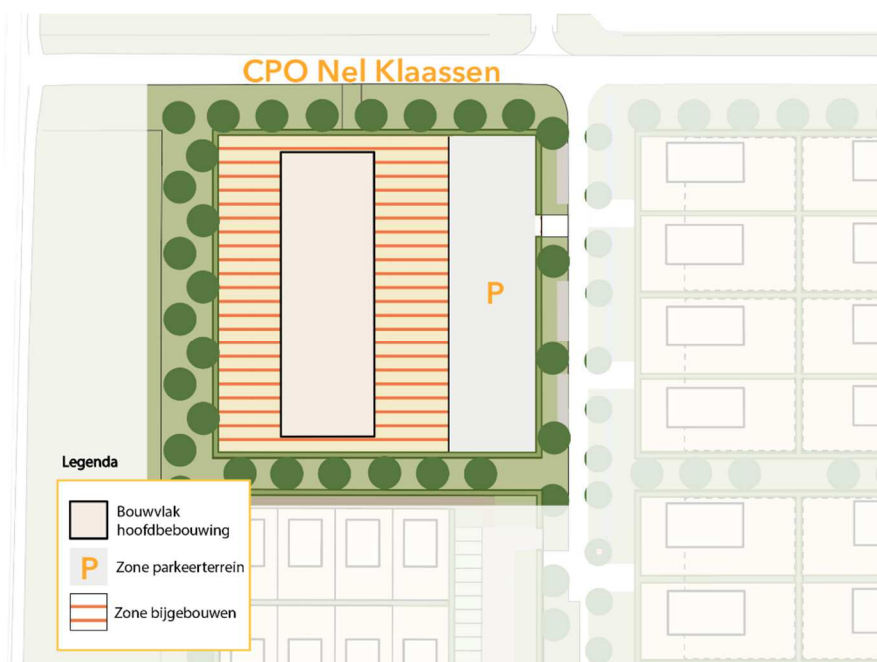 CPO Nel Klaassen
P
Legenda
Bouwvlak
hoofdbebouwing
P
Zone parkeerterrein
Zone bijgebouwen